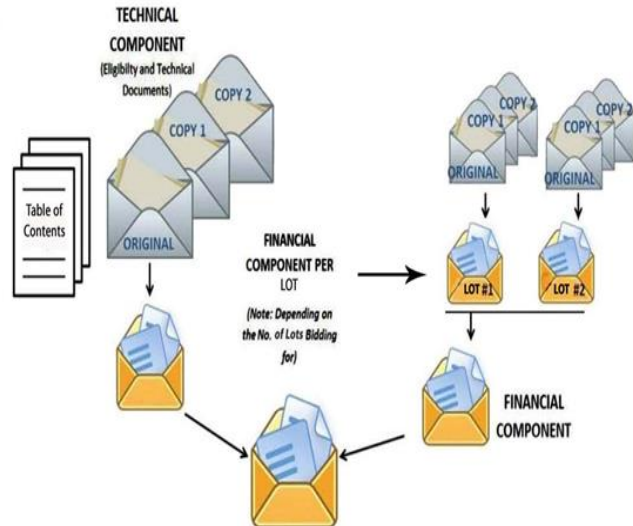 TECHNICAL
COMPONENT
(Eligibilty and Technical
Documents)
COPY 2
COPY 1
ORIGINAL
Table of
Contents
FINANCIAL
COMPONENT PER
LOT
(Note: Depending on
the No. of Lots Bidding
for)
COPY 2
COPY 1
ORIGINAL
COPY 2
COPY 1
ORIGINAL
LOT #1
LOT #2
FINANCIAL
COMPONENT